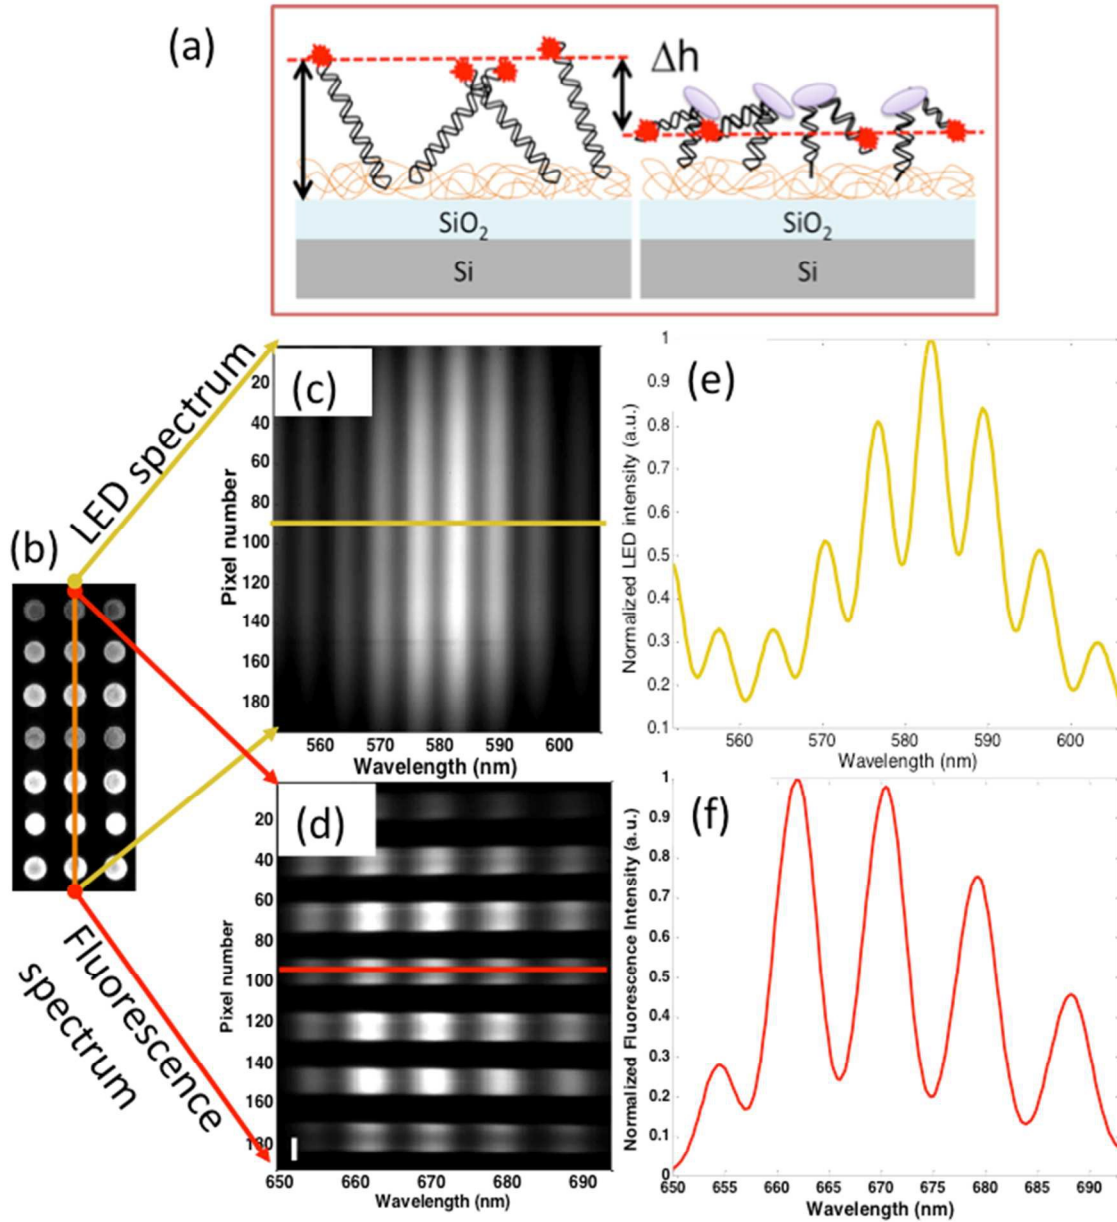 (a)
Δh
SiO2
SiO2
Si
Si
LED spectrum
(b)
Fluorescence
spectrum
(c)
Pixel number
20
40
60
80
100
120
140
160
180
560
570
580
590
600
Wavelength (nm)
(d)
Pixel number
20
40
60
80
100
120
140
160
180
650
660
670
680
690
Wavelength (nm)
(e)
Normalized LED intensity (a.u.)
1
0.9
0.8
0.7
0.6
0.5
0.4
0.3
0.2
0.1
560
570
580
590
600
Wavelength (nm)
(f)
Normalized Fluorescence Intensity (a.u.)
1
0.9
0.8
0.7
0.6
0.5
0.4
0.3
0.2
0.1
0
650
655
660
665
670
675
680
685
690
Wavelength (nm)